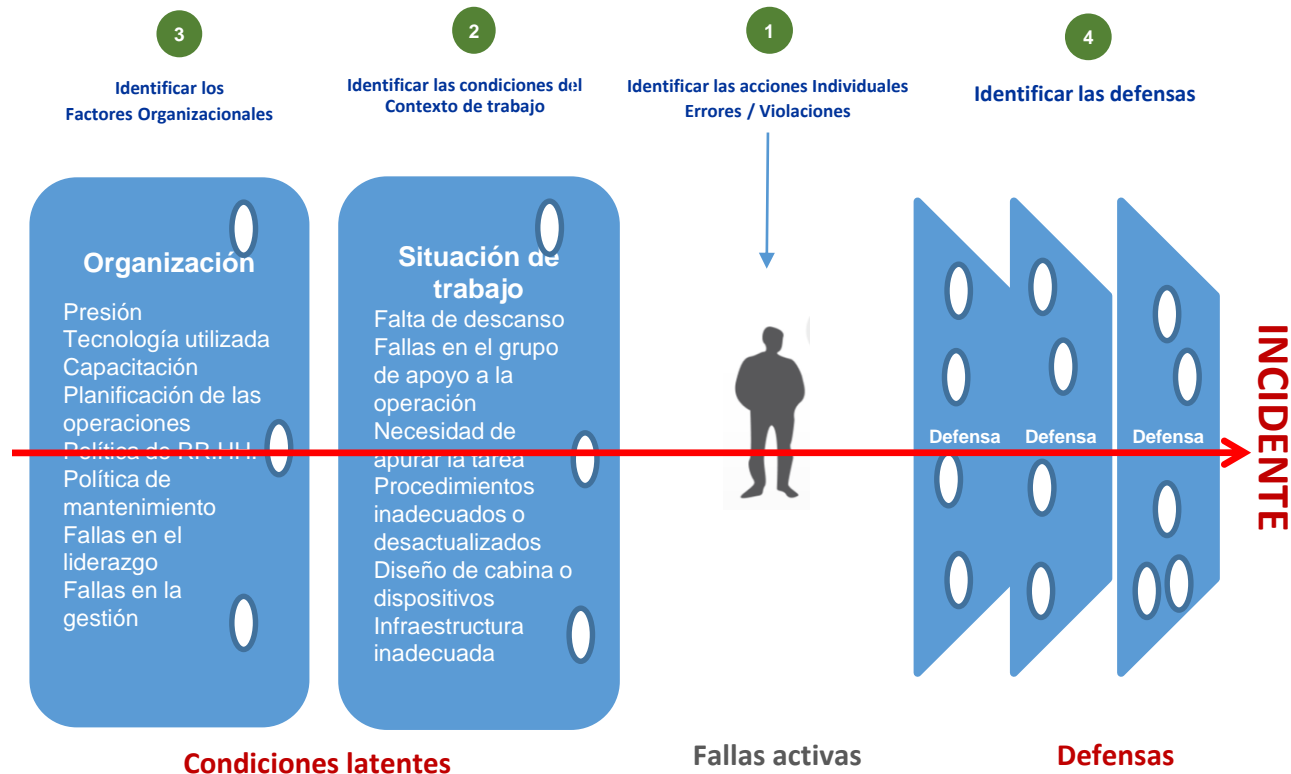 3
Identificar los
Factores Organizacionales
2
Identificar las condiciones del
Contexto de trabajo
1
Identificar las acciones Individuales
Errores / Violaciones
4
Identificar las defensas
Organización
Presión
Tecnología utilizada
Capacitación
Planificación de las
operaciones
Política de RR.HH.
Política de
mantenimiento
Fallas en el
liderazgo
Fallas en la
gestión
Situación de
trabajo
Falta de descanso
Fallas en el grupo
de apoyo a la
operación
Necesidad de
apurar la tarea
Procedimientos
inadecuados o
desactualizados
Diseño de cabina o
dispositivos
Infraestructura
inadecuada
Defensa
Defensa
Defensa
INCIDENTE
Condiciones latentes
Fallas activas
Defensas